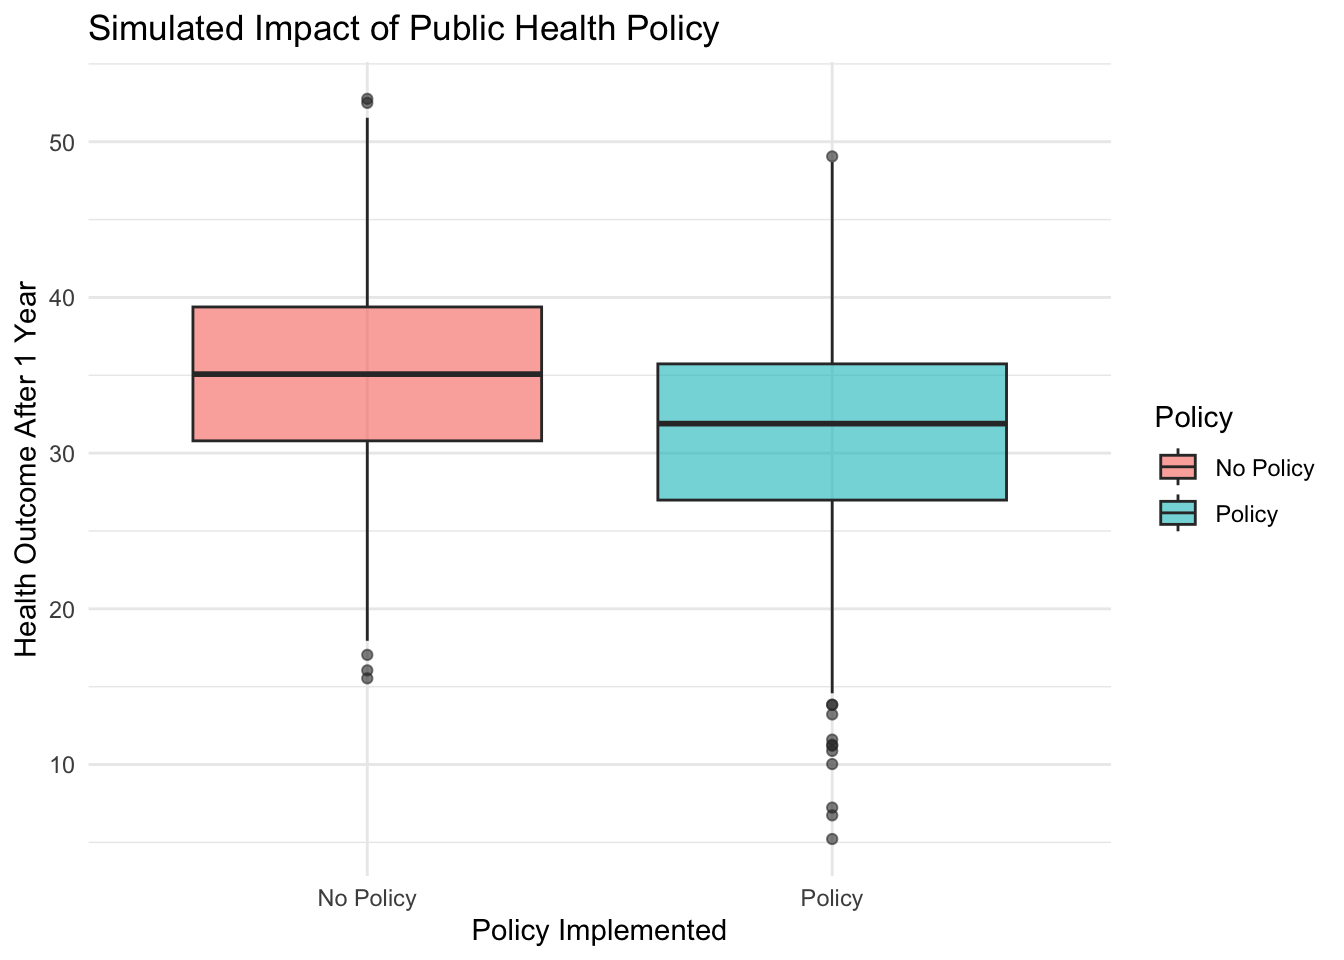 Simulated Impact of Public Health Policy
Health Outcome After 1 Year
50
40
30
20
10
No Policy
Policy
Policy Implemented
Policy
No Policy
Policy